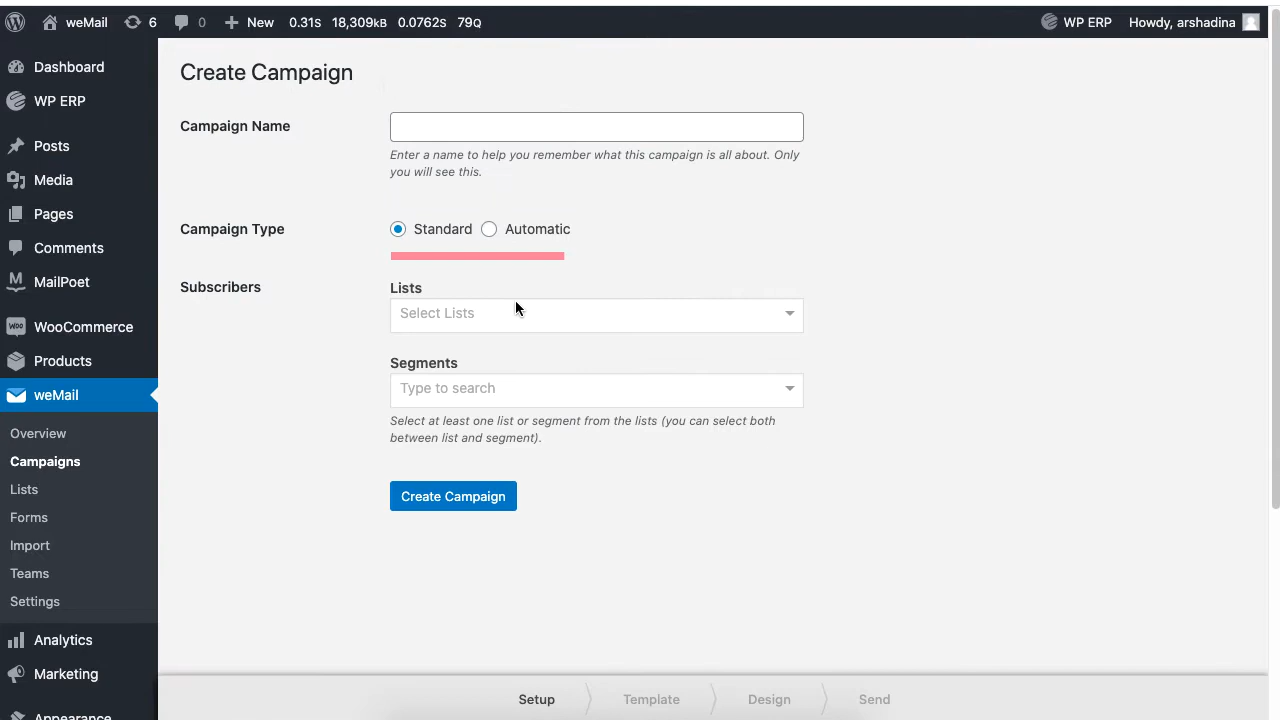 weMail 6 0 New 0.31S 18,309KB 0.0762S 79Q WP ERP Howdy, arshadina
Dashboard
WP ERP
Posts
Media
Pages
Comments
MailPoet
WooCommerce
Products
weMail
Overview
Campaigns
Lists
Forms
Import
Teams
Settings
Analytics
Marketing
Appearance
Create Campaign
Campaign Name
Enter a name to help you remember what this campaign is all about. Only
you will see this.
Campaign Type Standard Automatic
Subscribers Lists
Select Lists
Segments
Type to search
Select at least one list or segment from the lists (you can select both
between list and segment).
Create Campaign
Setup Template Design Send